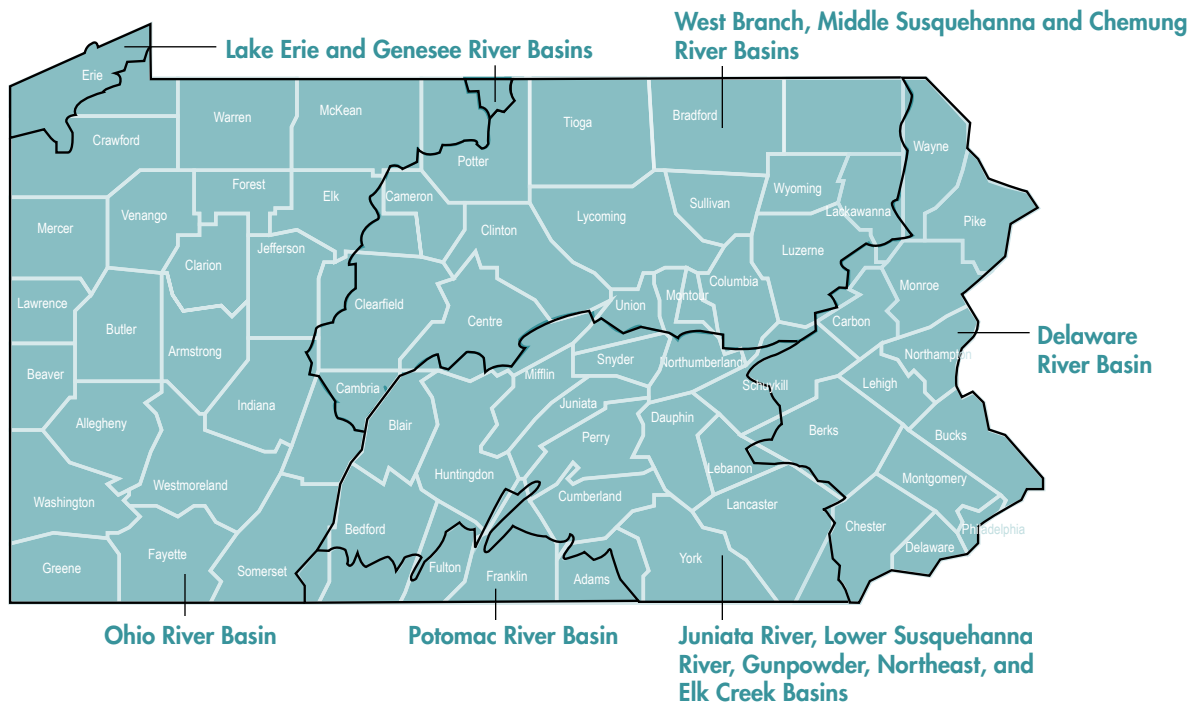 West Branch, Middle Susquehanna and Chemung
River Basins
Lake Erie and Genesee River Basins
Erie
Warren
McKean
Tioga
Bradford
Crawford
Wayne
Potter
Forest
Elk
Cameron
Wyoming
Sullivan
Lackawanna
Mercer
Venango
Lycoming
Pike
Clinton
Jefferson
Luzerne
Clarion
Columbia
Monroe
Lawrence
Clearfield
Union
Montour
Butler
Centre
Carbon
Armstrong
Delaware
River Basin
Northampton
Snyder
Northumberland
Beaver
Mifflin
Cambria
Schuykill
Lehigh
Indiana
Juniata
Allegheny
Blair
Dauphin
Perry
Berks
Bucks
Huntingdon
Lebanon
Montgomery
Westmoreland
Cumberland
Washington
Lancaster
Bedford
Chester
Philadelphia
Fayette
York
Delaware
Greene
Somerset
Fulton
Franklin
Adams
Ohio River Basin
Potomac River Basin
Juniata River, Lower Susquehanna
River, Gunpowder, Northeast, and
Elk Creek Basins